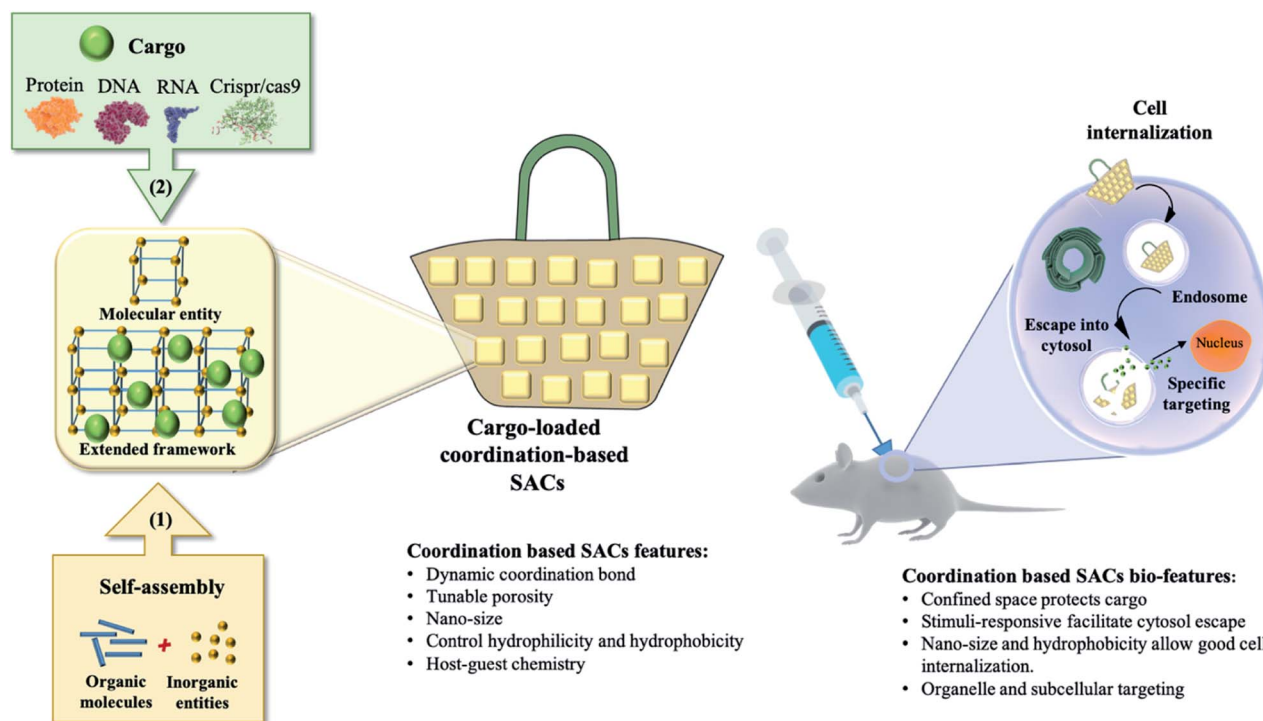 Cargo
Protein DNA RNA Crispr/cas9
(2)
Molecular entity
Extended framework
(1)
Self-assembly
+
Organic molecules
Inorganic entities
Cargo-loaded
coordination-based
SACs
Coordination based SACs features:
• Dynamic coordination bond
• Tunable porosity
• Nano-size
• Control hydrophilicity and hydrophobicity
• Host-guest chemistry
Cell
internalization
Endosome
Escape into
cytosol
Nucleus
Specific
targeting
Coordination based SACs bio-features:
• Confined space protects cargo
• Stimuli-responsive facilitate cytosol escape
• Nano-size and hydrophobicity allow good cell
internalization.
• Organelle and subcellular targeting